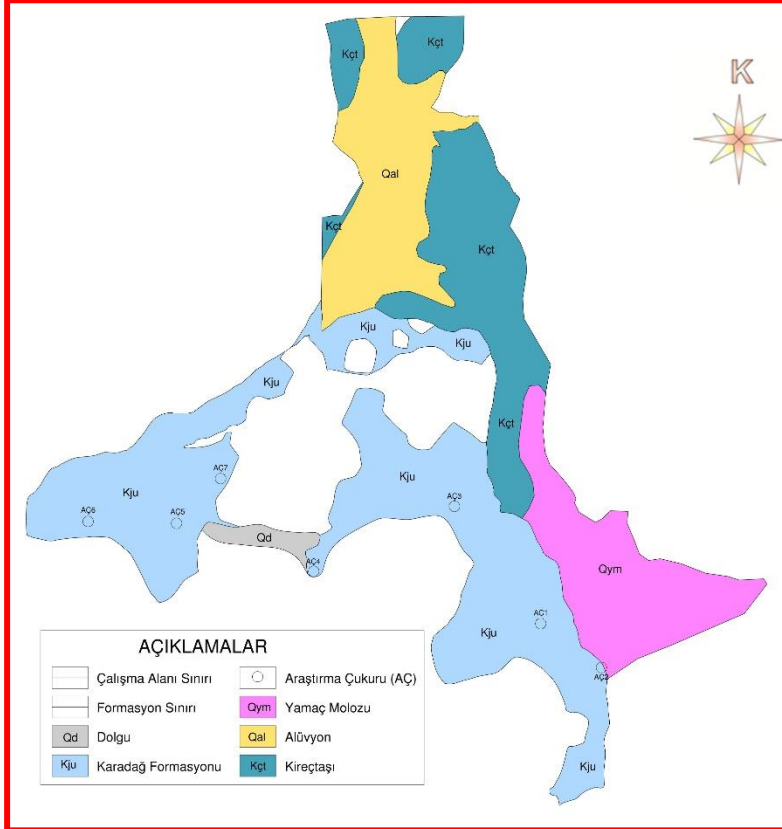 Kçt
Kçt
K
Qal
Kçt
Kçt
Kju
Kju
Kju
Kçt
AÇ7
Kju
Kju
AÇ3
AÇ6
AÇ5
Qd
AÇ4
Qym
AÇ1
Kju
AÇ2
Kju
AÇIKLAMALAR
Çalışma Alanı Sınırı
Araştırma Çukuru (AÇ)
Formasyon Sınırı
Qym Yamaç Molozu
Qd Dolgu
Qal Alüvyon
Kju Karadağ Formasyonu
Kçt Kireçtaşı